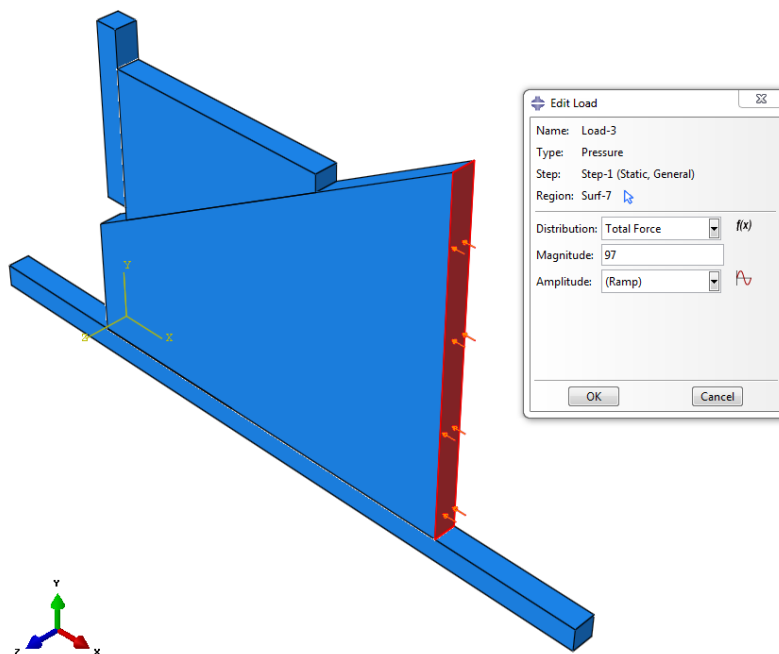 Edit Load
Name: Load-3
Type: Pressure
Step: Step-1 (Static, General)
Region: Surf-7
Distribution: Total Force f(x)
Magnitude: 97
Amplitude: (Ramp)
OK Cancel
Y
Z X
Y
Z X